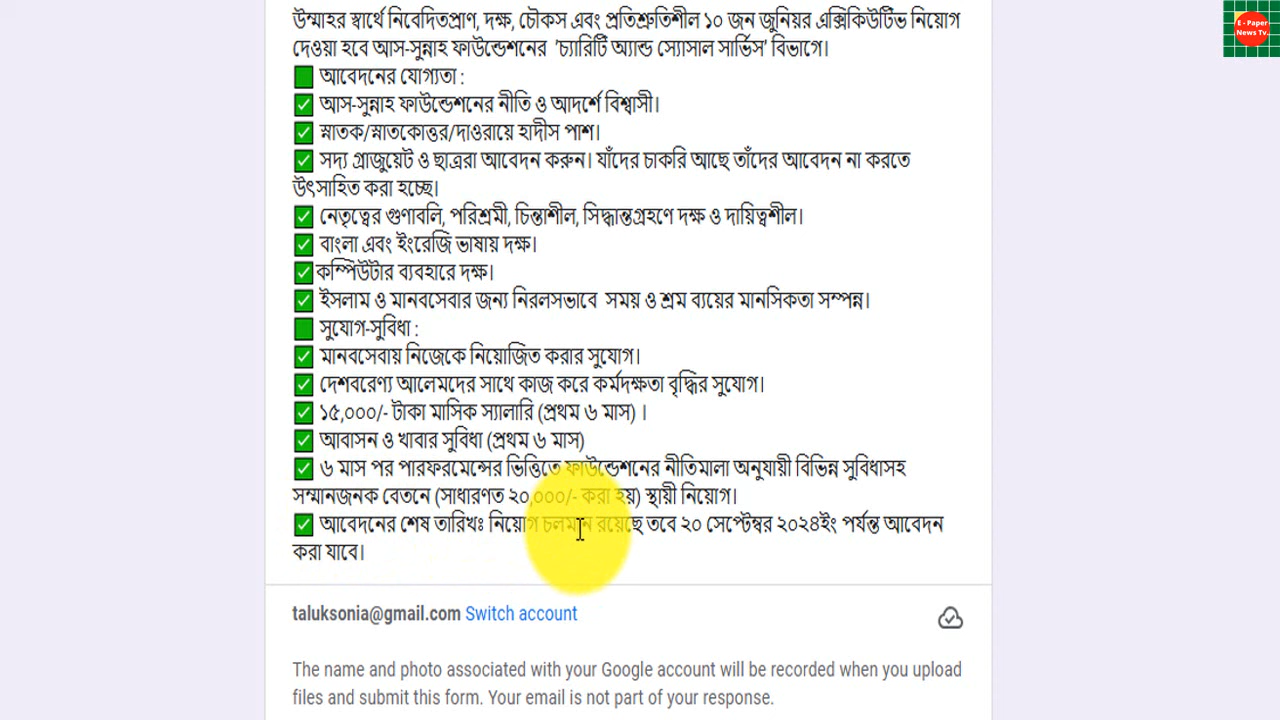 উম্মাহর স্বার্থে নিবেদিতপ্রাণ, দক্ষ, চৌকস এবং প্রতিশ্রুতিশীল ১০ জন জুনিয়র এক্সিকিউটিভ নিয়োগ
দেওয়া হবে আস-সুন্নাহ ফাউন্ডেশনের 'চ্যারিটি অ্যান্ড স্যোসাল সার্ভিস' বিভাগে।
আবেদনের যোগ্যতা :
আস-সুন্নাহ ফাউন্ডেশনের নীতি ও আদর্শে বিশ্বাসী।
স্নাতক/স্নাতকোত্তর/দাওরায়ে হাদীস পাশ।
সদ্য গ্রাজুয়েট ও ছাত্ররা আবেদন করুন। যাঁদের চাকরি আছে তাঁদের আবেদন না করতে
উৎসাহিত করা হচ্ছে।
নেতৃত্বের গুণাবলি, পরিশ্রমী, চিন্তাশীল, সিদ্ধান্তগ্রহণে দক্ষ ও দায়িত্বশীল।
বাংলা এবং ইংরেজি ভাষায় দক্ষ।
কম্পিউটার ব্যবহারে দক্ষ।
ইসলাম ও মানবসেবার জন্য নিরলসভাবে সময় ও শ্রম ব্যয়ের মানসিকতা সম্পন্ন।
সুযোগ-সুবিধা :
মানবসেবায় নিজেকে নিয়োজিত করার সুযোগ।
দেশবরেণ্য আলেমদের সাথে কাজ করে কর্মদক্ষতা বৃদ্ধির সুযোগ।
১৫,০০০/- টাকা মাসিক স্যালারি (প্রথম ৬ মাস) ।
আবাসন ও খাবার সুবিধা (প্রথম ৬ মাস)
৬ মাস পর পারফরমেন্সের ভিত্তিতে ফাউন্ডেশনের নীতিমালা অনুযায়ী বিভিন্ন সুবিধাসহ
সম্মানজনক বেতনে (সাধারণত ২০,০০০/- করা হয়) স্থায়ী নিয়োগ।
আবেদনের শেষ তারিখঃ নিয়োগ চলমান রয়েছে তবে ২০ সেপ্টেম্বর ২০২৪ইং পর্যন্ত আবেদন
করা যাবে।
taluksonia@gmail.com Switch account
The name and photo associated with your Google account will be recorded when you upload
files and submit this form. Your email is not part of your response.
E - Paper
News Tv.